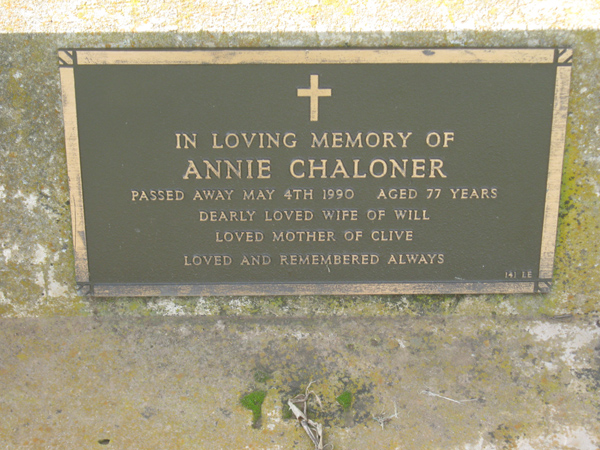 IN LOVING MEMORY OF
ANNIE CHALONER
PASSED AWAY MAY 4TH 1990 AGED 77 YEARS
DEARLY LOVED WIFE OF WILL
LOVED MOTHER OF CLIVE
LOVED AND REMEMBERED ALWAYS
141 LE